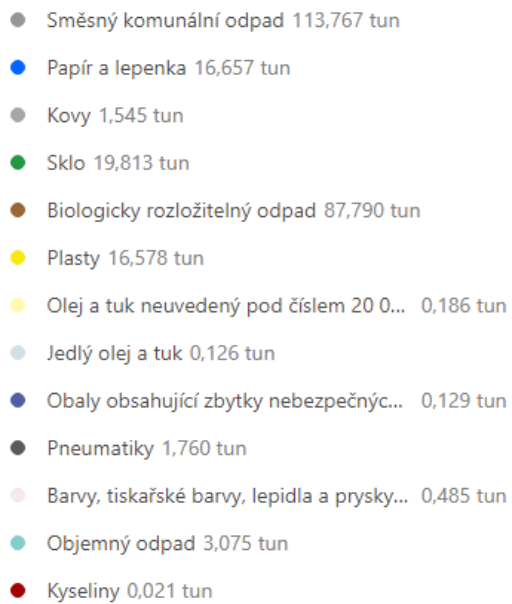 Směsný komunální odpad 113,767 tun
Papír a lepenka 16,657 tun
Kovy 1,545 tun
Sklo 19,813 tun
Biologicky rozložitelný odpad 87,790 tun
Plasty 16,578 tun
Olej a tuk neuvedený pod číslem 20 0... 0,186 tun
Jedlý olej a tuk 0,126 tun
Obaly obsahující zbytky nebezpečnýc... 0,129 tun
Pneumatiky 1,760 tun
Barvy, tiskařské barvy, lepidla a prysky... 0,485 tun
Objemný odpad 3,075 tun
Kyseliny 0,021 tun